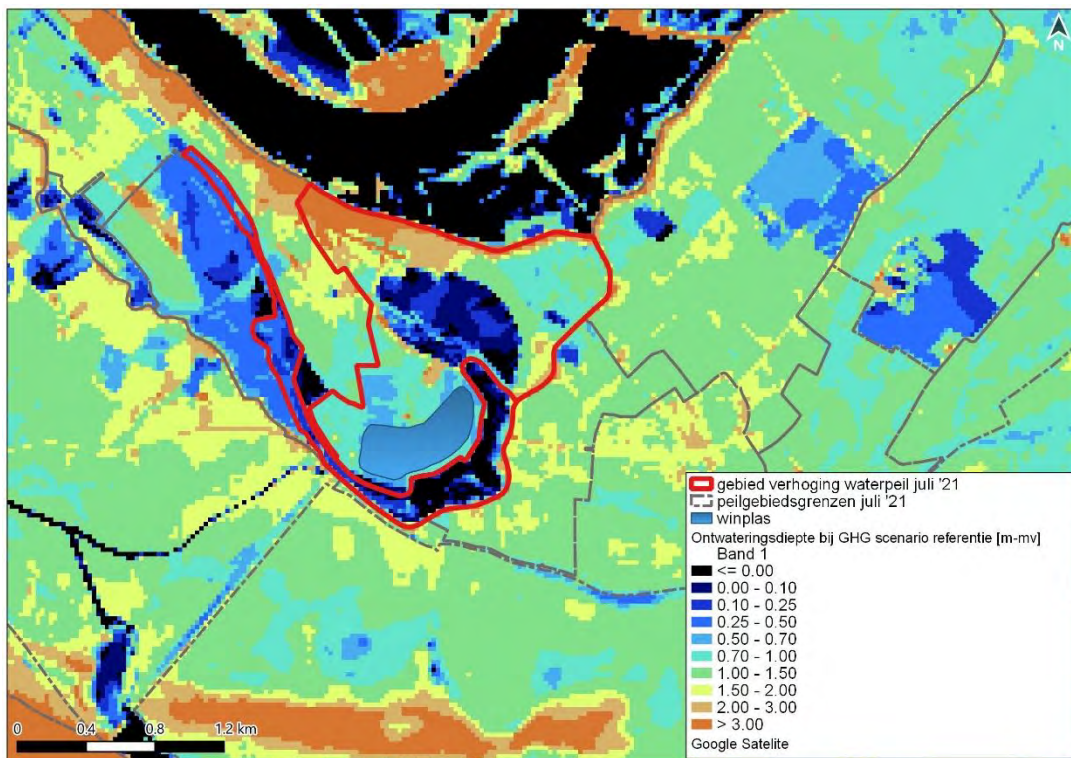 N
gebied verhoging waterpeil juli '21
peilgebiedsgrenzen juli '21
winplas
Ontwateringsdiepte bij GHG scenario referentie [m-mv]
Band 1
<= 0.00
0.00 - 0.10
0.10 - 0.25
0.25 - 0.50
0.50 - 0.70
0.70 - 1.00
1.00 - 1.50
1.50 - 2.00
2.00 - 3.00
> 3.00
Google Satelite
0 0.4 0.8 1.2 km